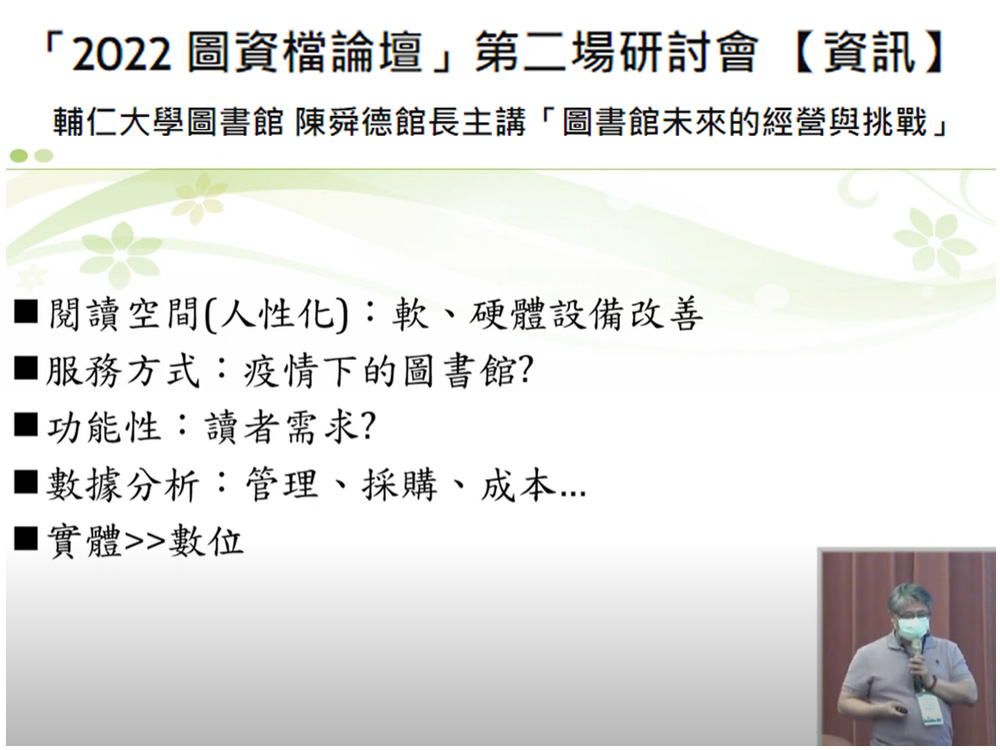 「2022 圖資檔論壇」第二場研討會 【資訊】
輔仁大學圖書館 陳舜德館長主講「圖書館未來的經營與挑戰」
■閱讀空間(人性化)：軟、硬體設備改善
■服務方式：疫情下的圖書館?
■功能性：讀者需求?
■數據分析：管理、採購、成本...
■實體>>數位